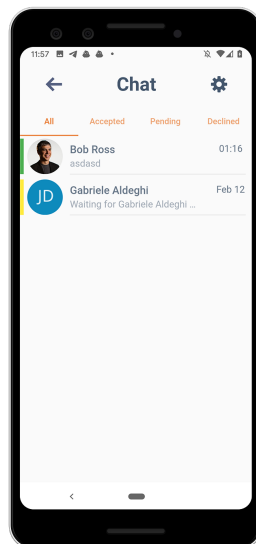 11:57
Chat
All Accepted Pending Declined
Bob Ross 01:16
asdasd
Gabriele Aldeghi Feb 12
JD
Waiting for Gabriele Aldeghi ...